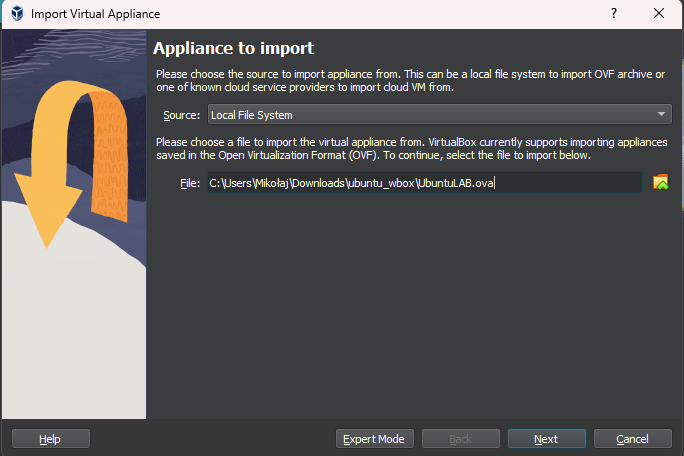 Import Virtual Appliance
?
Appliance to import
Please choose the source to import appliance from. This can be a local file system to import OVF archive or
one of known cloud service providers to import cloud VM from.
Source: Local File System
Please choose a file to import the virtual appliance from. VirtualBox currently supports importing appliances
saved in the Open Virtualization Format (OVF). To continue, select the file to import below.
File: C:\Users\Mikołaj\Downloads\ubuntu_wbox\UbuntuLAB.ova
Help Expert Mode Back Next Cancel